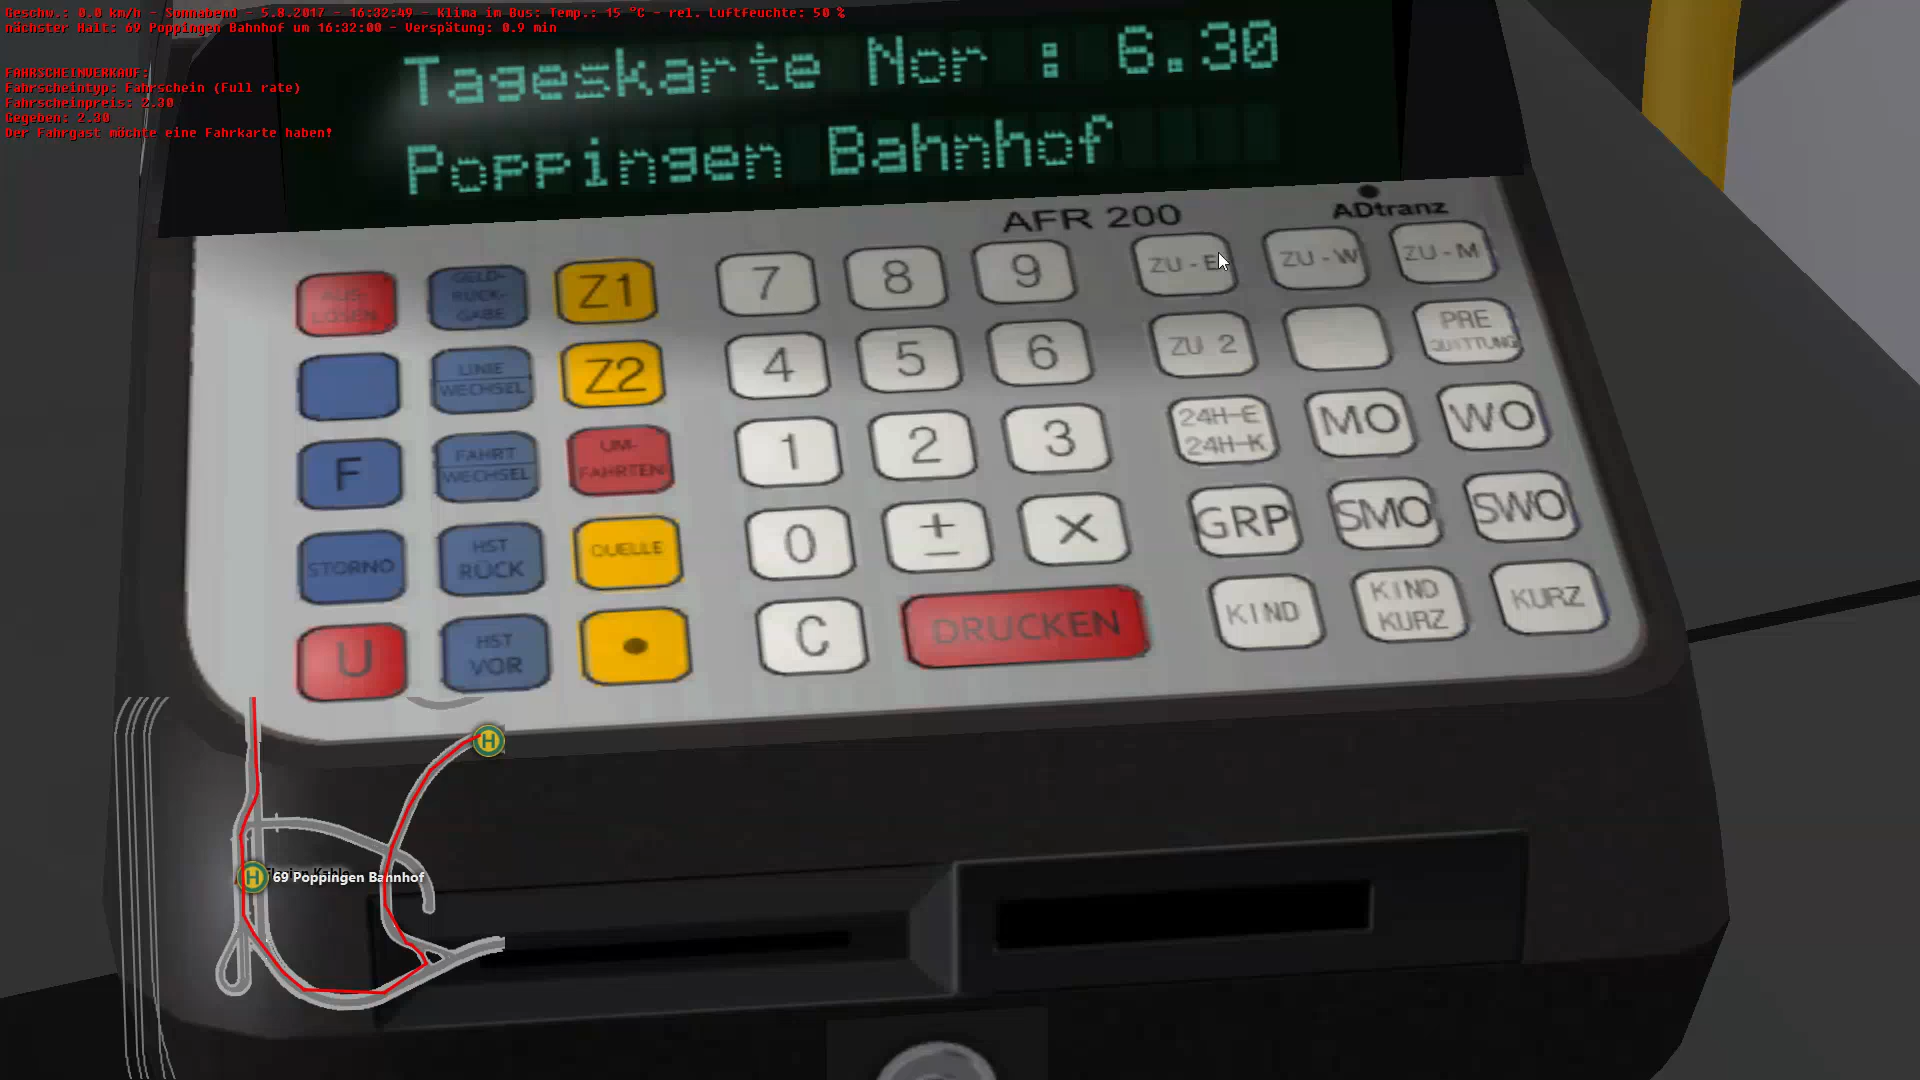 Geschw.: 0.0 km/h - Sonnabend - 5.8.2017 - 16:32:49 - Klima im Bus: Temp.: 15 °C - rel. Luftfeuchte: 50 %
nächster Halt: 69 Poppingen Bahnhof um 16:32:00 - Verspätung: 0.9 min
FAHRSCHEINVERKAUF:
Fahrscheintyp: Fahrschein (Full rate)
Fahrscheinpreis: 2.30
Gegeben: 2.30
Der Fahrgast möchte eine Fahrkarte haben!
Tageskarte Nor : 6.30
Poppingen Bahnhof
AFR 200
ADtranz
AUS-
LÖSEN
GELD-
RÜCK-
GABE
Z1
7
8
9
ZU - E
ZU - W
ZU - M
LINIE
WECHSEL
Z2
4
5
6
ZU 2
PRE
QUITTUNG
F
FAHRT
WECHSEL
UM-
FAHRTEN
1
2
3
24H-E
24H-K
MO
WO
STORNO
HST
RÜCK
QUELLE
0
±
×
GRP
SMO
SWO
U
HST
VOR
C
DRUCKEN
KIND
KIND
KURZ
KURZ
H
H
69 Poppingen Bahnhof